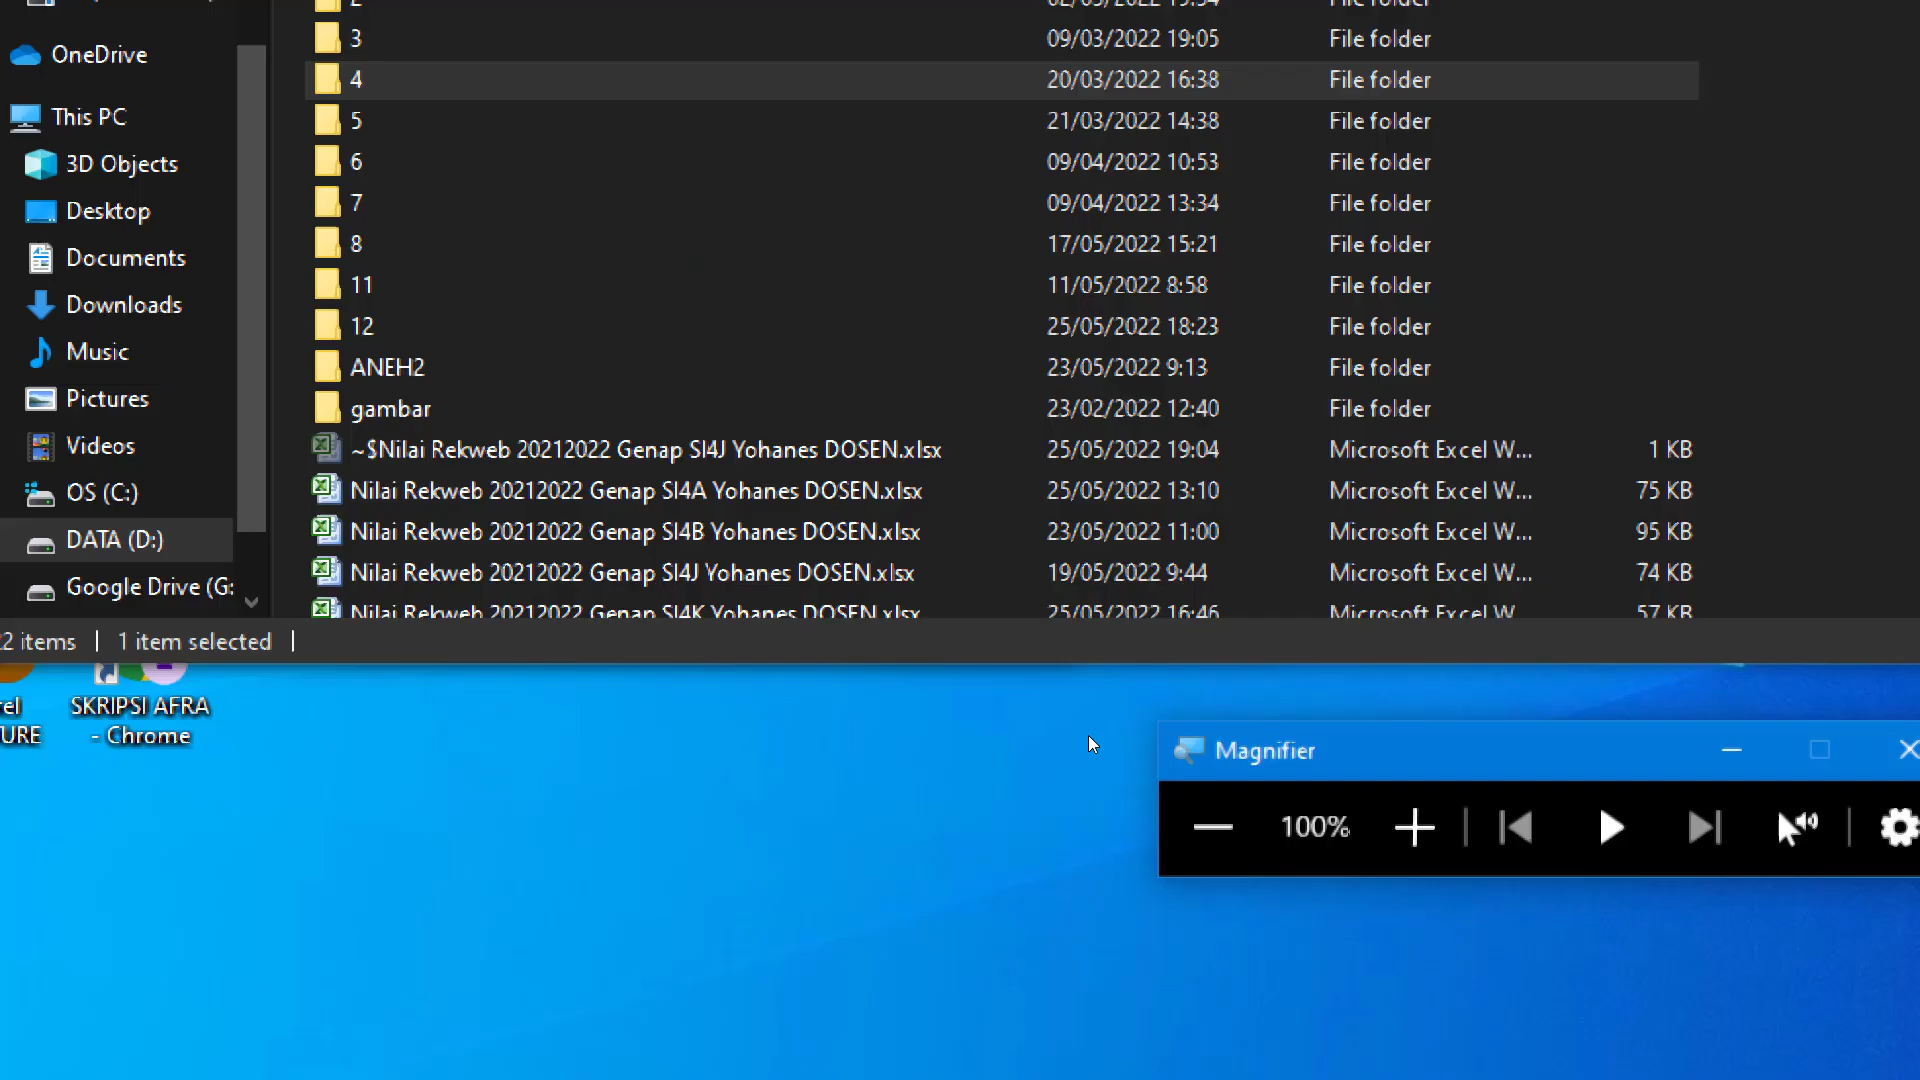 2 02/03/2022 19:34 File folder
OneDrive
3 09/03/2022 19:05 File folder
4 20/03/2022 16:38 File folder
This PC
5 21/03/2022 14:38 File folder
3D Objects
6 09/04/2022 10:53 File folder
Desktop
7 09/04/2022 13:34 File folder
Documents
8 17/05/2022 15:21 File folder
Downloads
11 11/05/2022 8:58 File folder
12 25/05/2022 18:23 File folder
Music
ANEH2 23/05/2022 9:13 File folder
Pictures
gambar 23/02/2022 12:40 File folder
Videos
~$Nilai Rekweb 20212022 Genap SI4J Yohanes DOSEN.xlsx 25/05/2022 19:04 Microsoft Excel W... 1 KB
OS (C:)
Nilai Rekweb 20212022 Genap SI4A Yohanes DOSEN.xlsx 25/05/2022 13:10 Microsoft Excel W... 75 KB
DATA (D:)
Nilai Rekweb 20212022 Genap SI4B Yohanes DOSEN.xlsx 23/05/2022 11:00 Microsoft Excel W... 95 KB
Google Drive (G:
Nilai Rekweb 20212022 Genap SI4J Yohanes DOSEN.xlsx 19/05/2022 9:44 Microsoft Excel W... 74 KB
Nilai Rekweb 20212022 Genap SI4K Yohanes DOSEN.xlsx 25/05/2022 16:46 Microsoft Excel W... 57 KB
2 items 1 item selected
rel
URE
SKRIPSI AFRA
- Chrome
Magnifier
100%